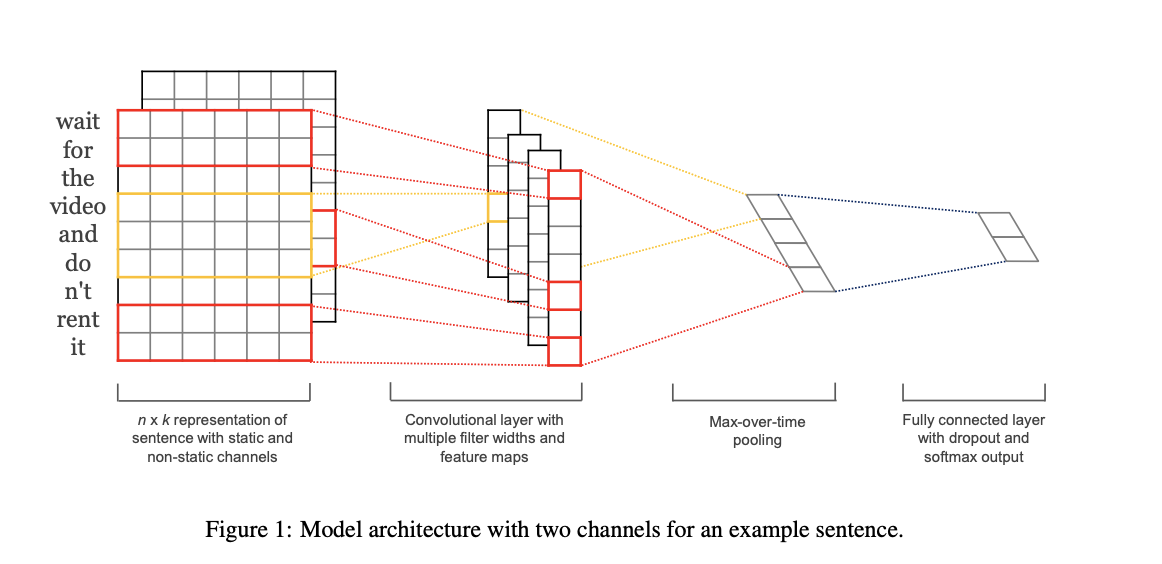 wait
for
the
video
and
do
n't
rent
it
n x k representation of
sentence with static and
non-static channels
Convolutional layer with
multiple filter widths and
feature maps
Max-over-time
pooling
Fully connected layer
with dropout and
softmax output
Figure 1: Model architecture with two channels for an example sentence.